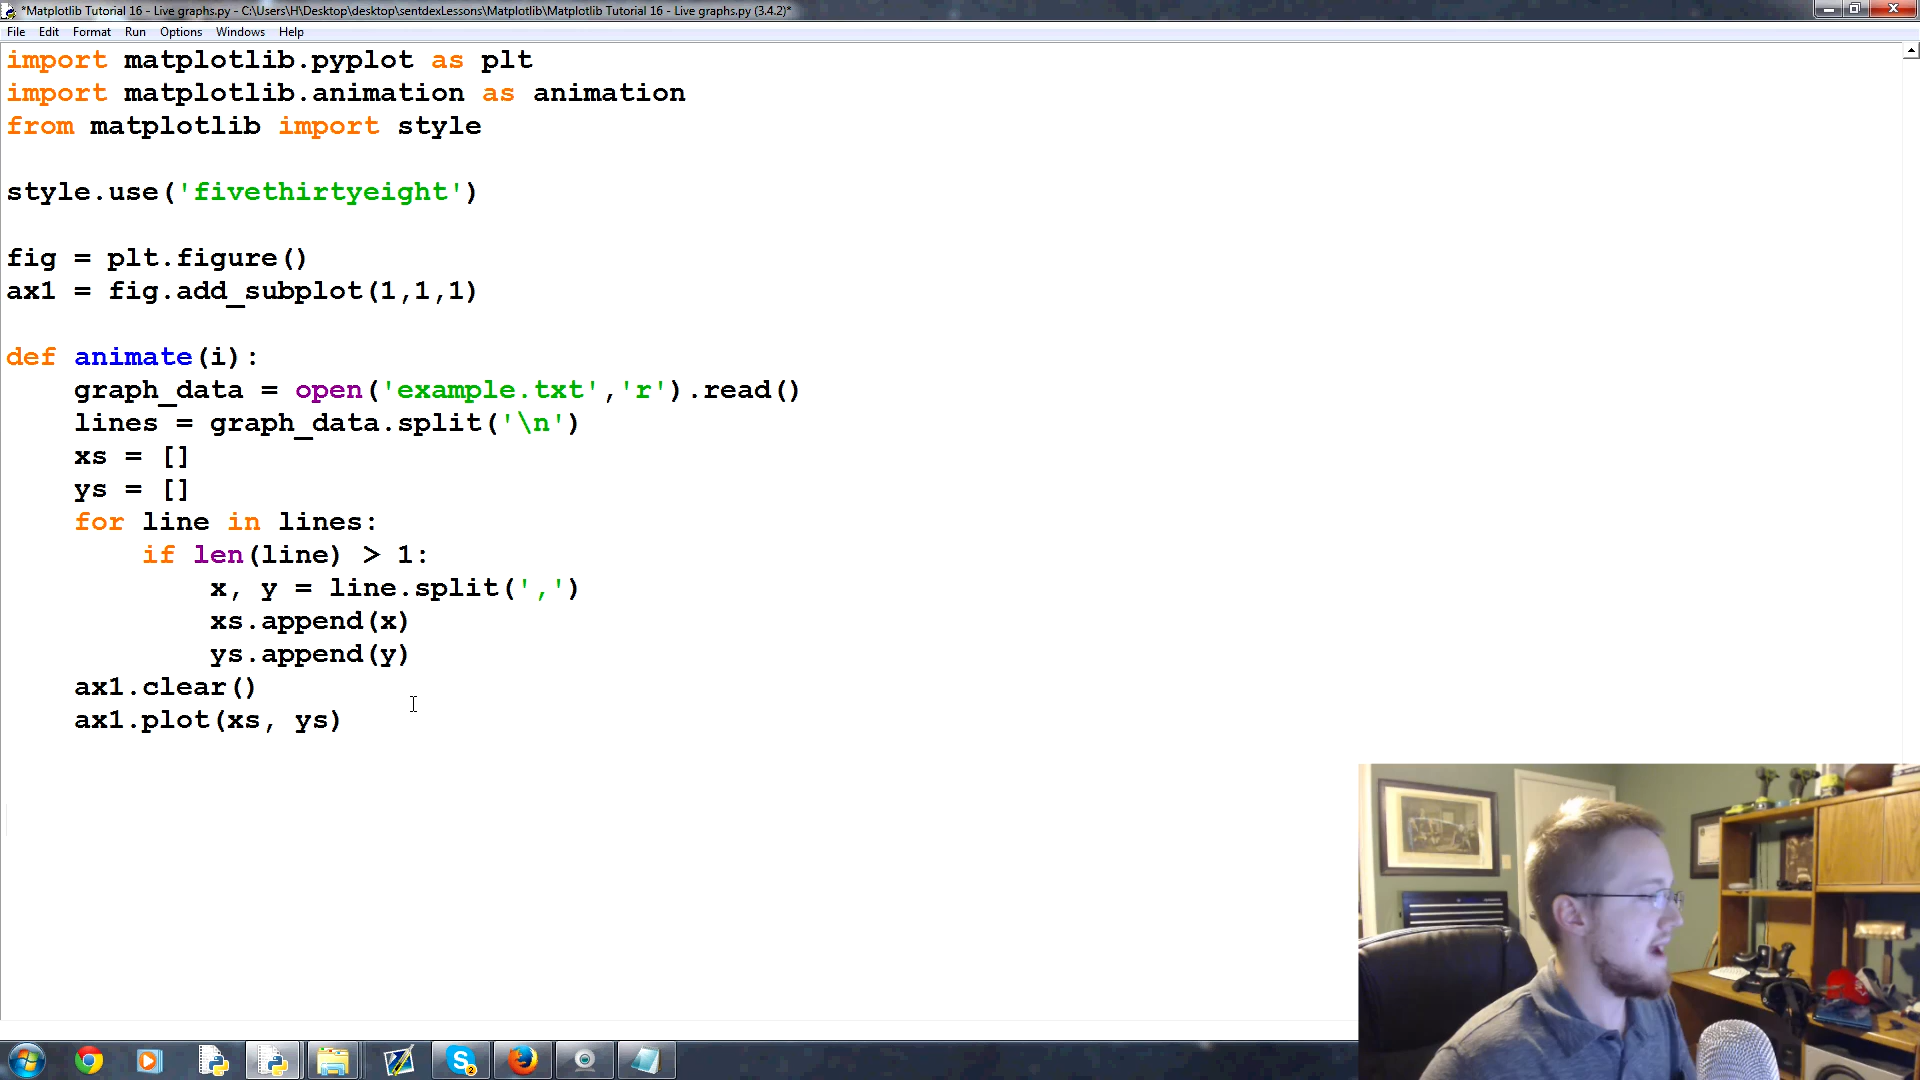 *Matplotlib Tutorial 16 - Live graphs.py - C:\Users\H\Desktop\desktop\sentdexLessons\Matplotlib\Matplotlib Tutorial 16 - Live graphs.py (3.4.2)*
File Edit Format Run Options Windows Help
import matplotlib.pyplot as plt
import matplotlib.animation as animation
from matplotlib import style
style.use('fivethirtyeight')
fig = plt.figure()
ax1 = fig.add_subplot(1,1,1)
def animate(i):
graph_data = open('example.txt','r').read()
lines = graph_data.split('\n')
xs = []
ys = []
for line in lines:
if len(line) > 1:
x, y = line.split(',')
xs.append(x)
ys.append(y)
ax1.clear()
ax1.plot(xs, ys)